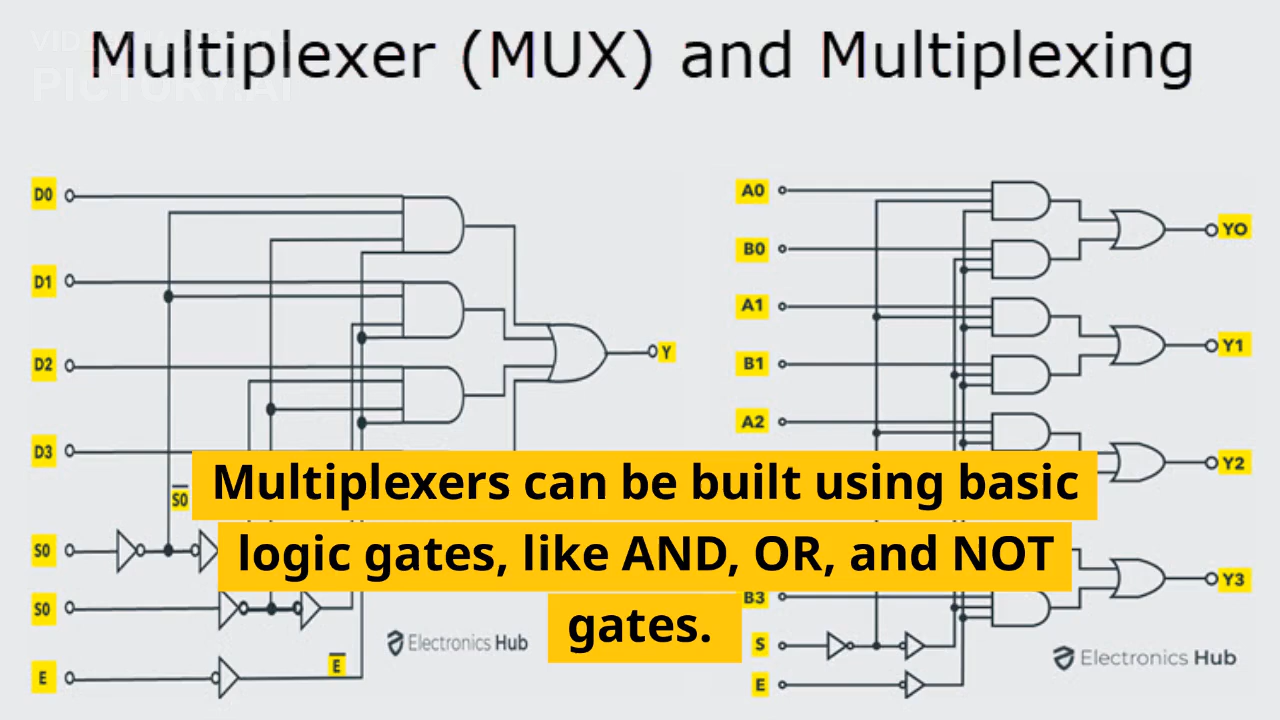 Multiplexer (MUX) and Multiplexing
PICTORY.AI
D0
D1
D2
D3
S0
S0
S0
E
E
Y
A0
B0
A1
B1
A2
B3
S
E
YO
Y1
Y2
Y3
Multiplexers can be built using basic
logic gates, like AND, OR, and NOT
gates.
Electronics Hub
Electronics Hub